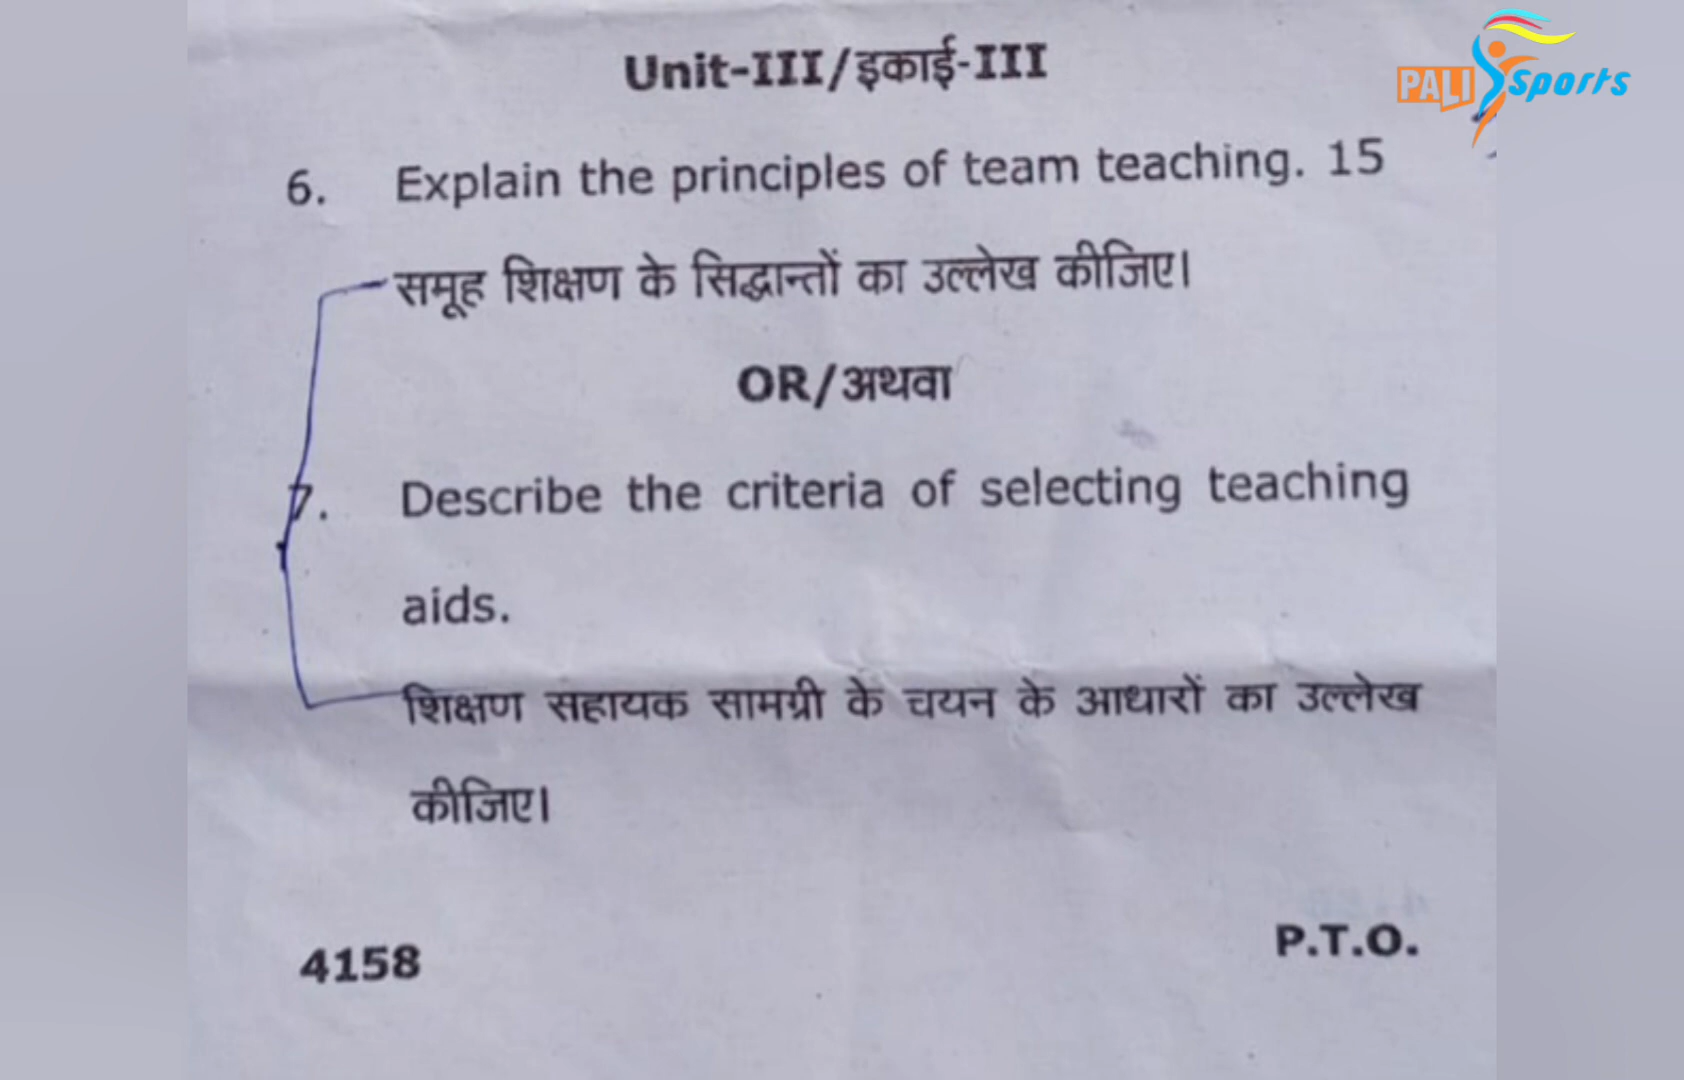 PALI Sports
Unit-III/इकाई-III
6. Explain the principles of team teaching. 15
समूह शिक्षण के सिद्धान्तों का उल्लेख कीजिए।
OR/अथवा
7. Describe the criteria of selecting teaching
aids.
शिक्षण सहायक सामग्री के चयन के आधारों का उल्लेख
कीजिए।
4158 P.T.O.